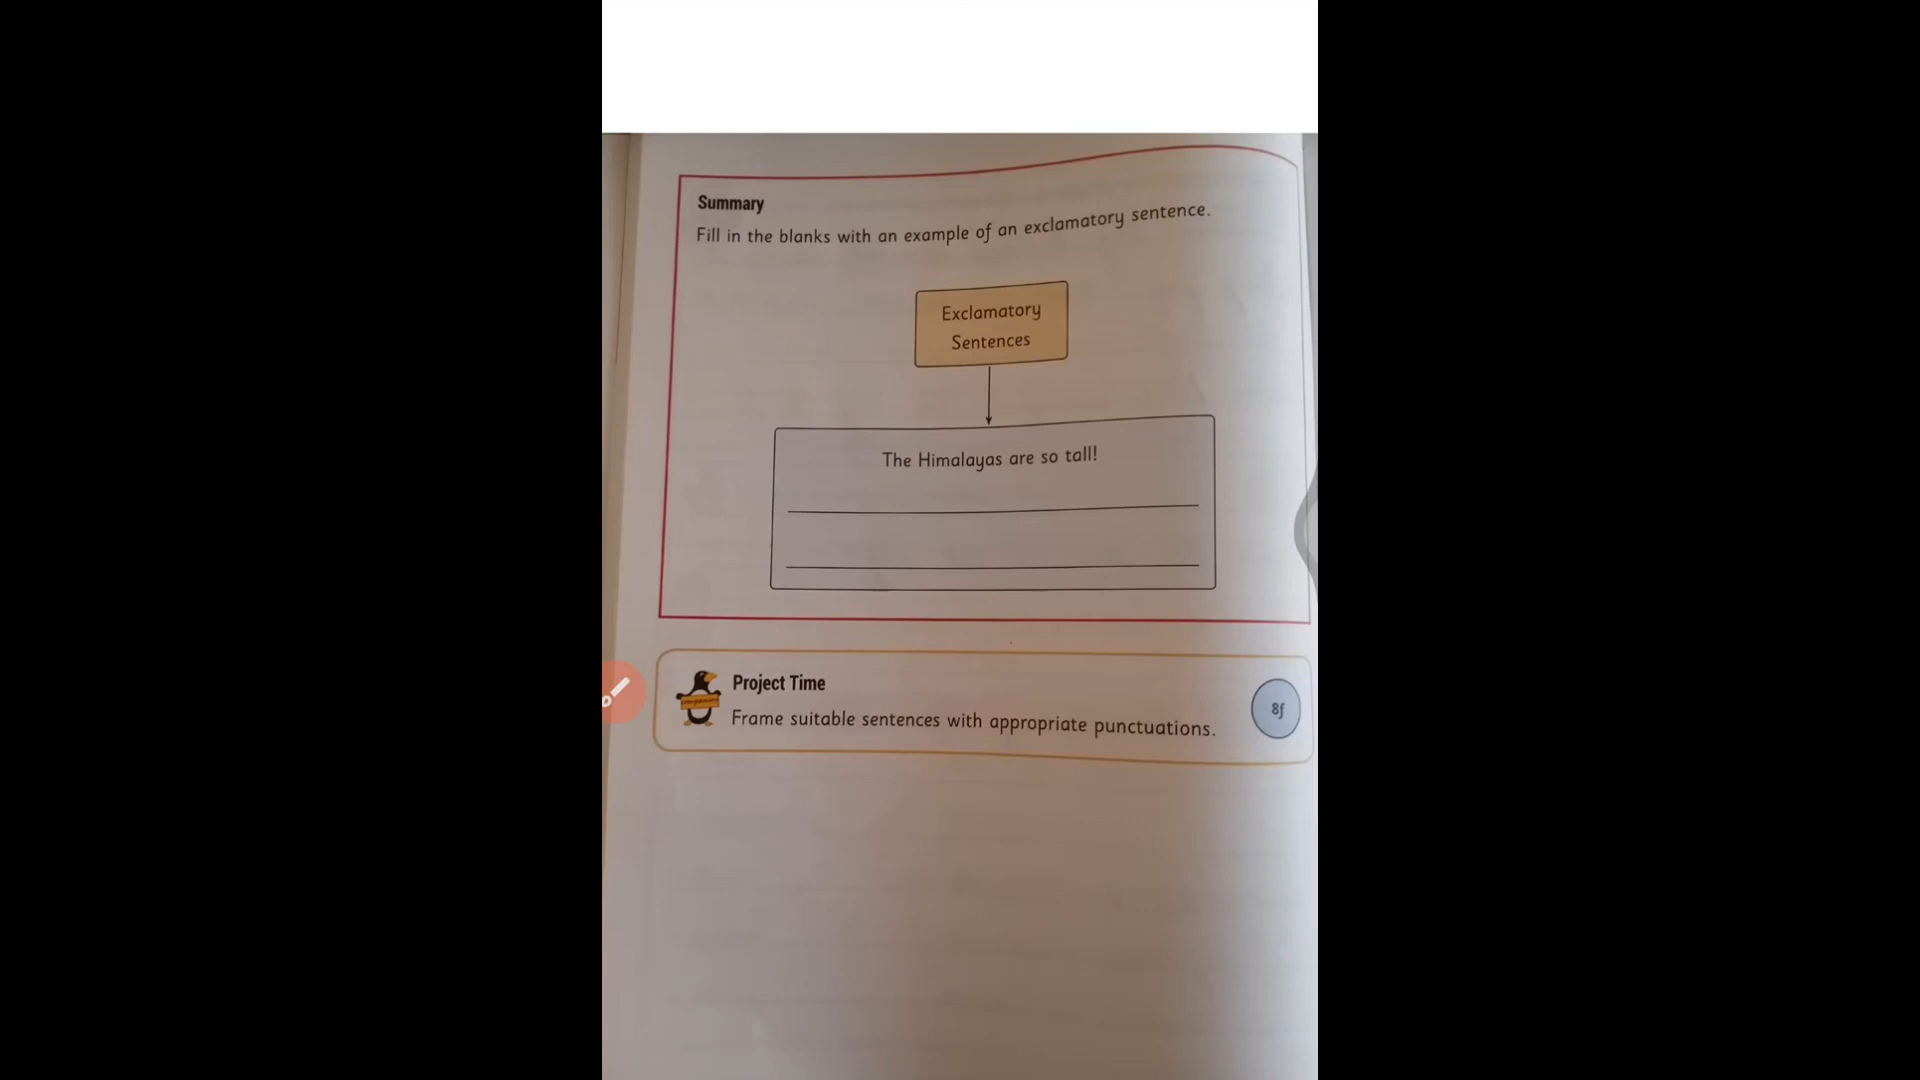 Summary
Fill in the blanks with an example of an exclamatory sentence.
Exclamatory
Sentences
The Himalayas are so tall!
Project Time
Frame suitable sentences with appropriate punctuations.
8f